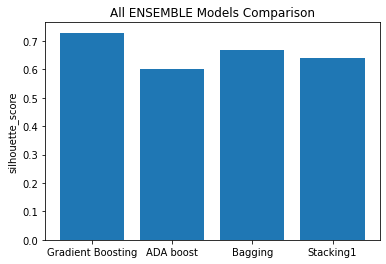 All ENSEMBLE Models Comparison
silhouette_score
0.7
0.6
0.5
0.4
0.3
0.2
0.1
0.0
Gradient Boosting ADA boost Bagging Stacking1